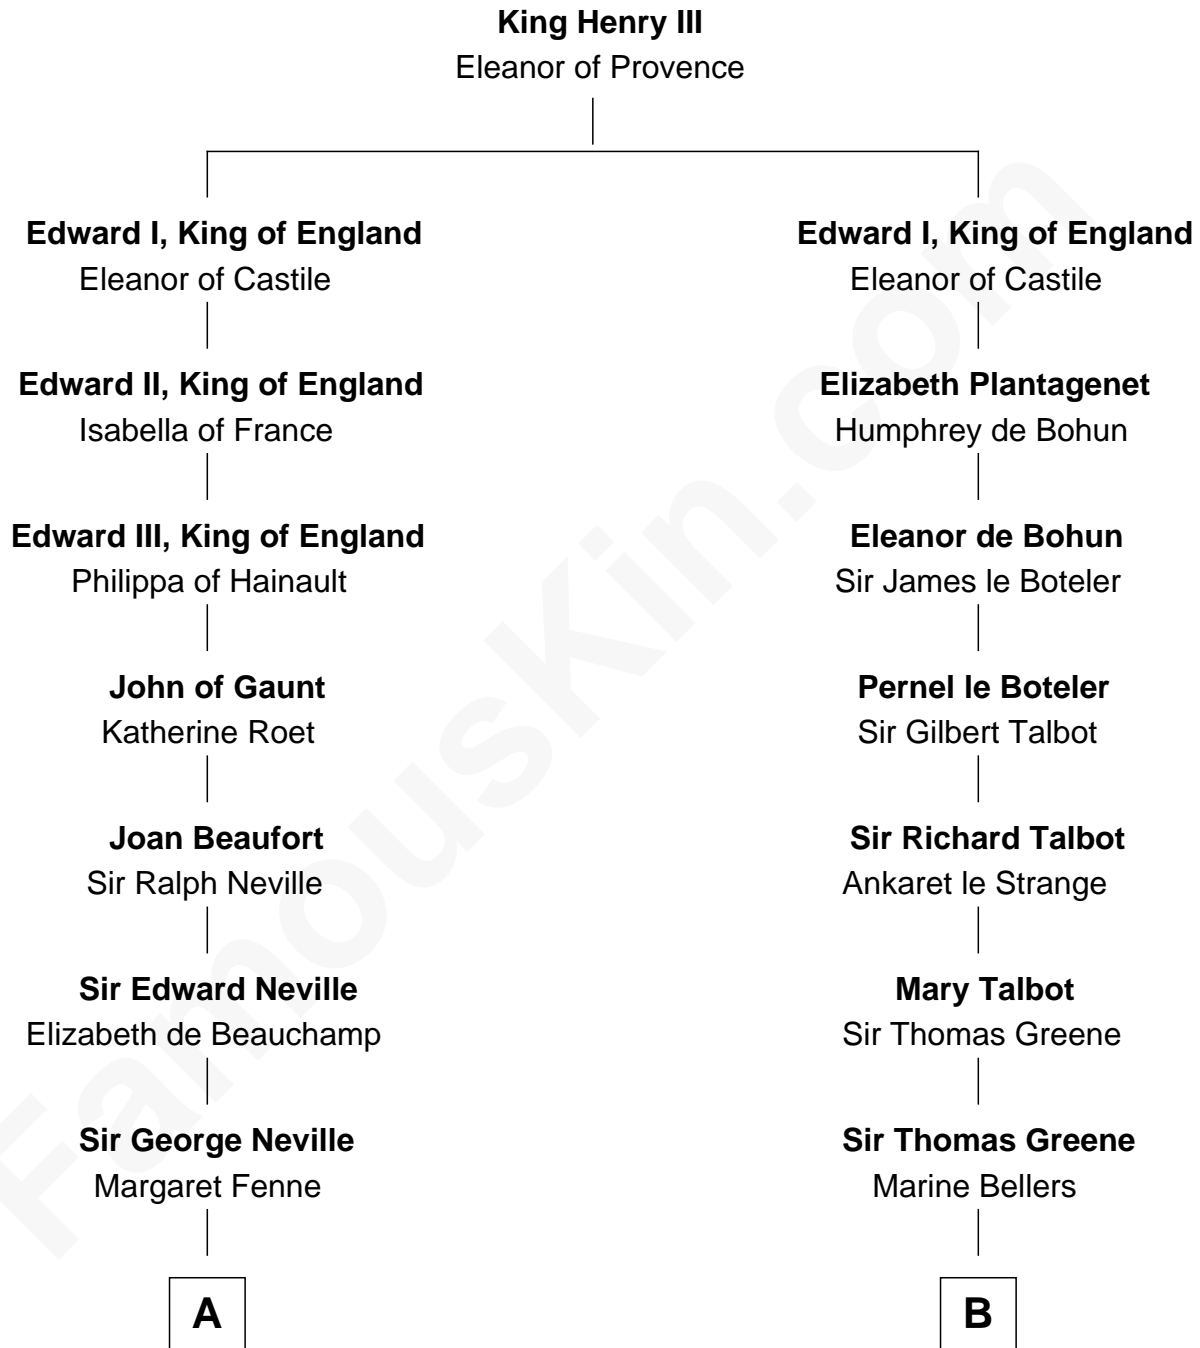 King Henry III
Eleanor of Provence
Edward I, King of England
Eleanor of Castile
Edward I, King of England
Eleanor of Castile
Edward II, King of England
Isabella of France
Elizabeth Plantagenet
Humphrey de Bohun
Edward III, King of England
Philippa of Hainault
Eleanor de Bohun
Sir James le Boteler
John of Gaunt
Katherine Roet
Pernel le Boteler
Sir Gilbert Talbot
Joan Beaufort
Sir Ralph Neville
Sir Richard Talbot
Ankaret le Strange
Sir Edward Neville
Elizabeth de Beauchamp
Mary Talbot
Sir Thomas Greene
Sir George Neville
Margaret Fenne
Sir Thomas Greene
Marine Bellers
A
B
FamousKin.com